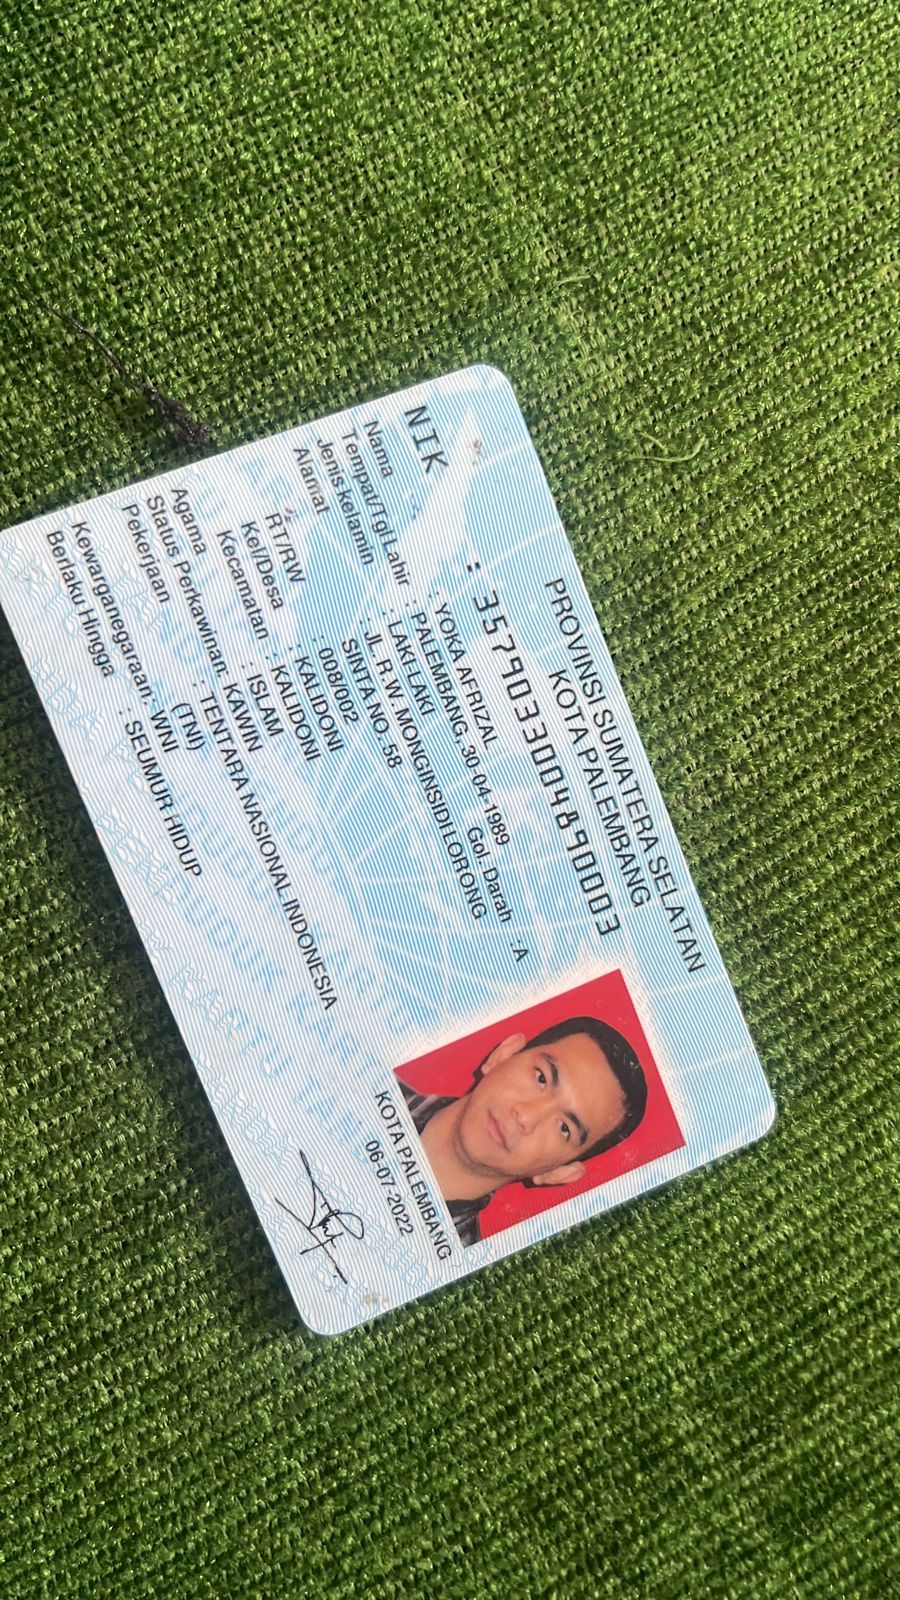 PROVINSI SUMATERA SELATAN
KOTA PALEMBANG
NIK : 3579033004890003
Nama : YOKA AFRIZAL
Tempat/Tgl Lahir : PALEMBANG, 30-04-1989
Jenis kelamin : LAKI-LAKI Gol. Darah : A
Alamat : JL. R.W. MONGINSIDI LORONG
SINTA NO. 58
RT/RW : 008/002
Kel/Desa : KALIDONI
Kecamatan : KALIDONI
Agama : ISLAM
Status Perkawinan: KAWIN
Pekerjaan : TENTARA NASIONAL INDONESIA
(TN)
Kewarganegaraan: WNI
Berlaku Hingga : SEUMUR HIDUP
KOTA PALEMBANG
06-07 2022